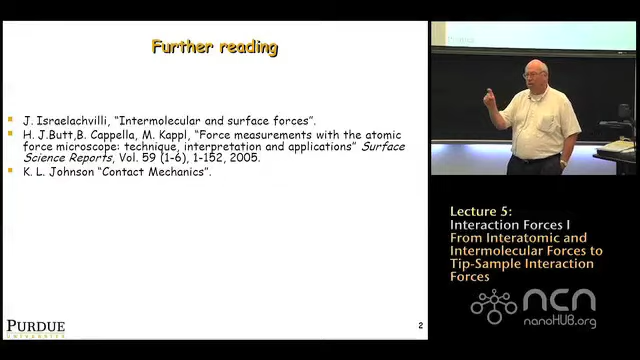 Further reading
J. Israelachvilli, “Intermolecular and surface forces”.
H. J.Butt,B. Cappella, M. Kappl, “Force measurements with the atomic
force microscope: technique, interpretation and applications” Surface
Science Reports, Vol. 59 (1-6), 1-152, 2005.
K. L. Johnson “Contact Mechanics”.
PURDUE
UNIVERSITY
2
Lecture 5:
Interaction Forces I
From Interatomic and
Intermolecular Forces to
Tip-Sample Interaction
Forces
ncn
nanoHUB.org